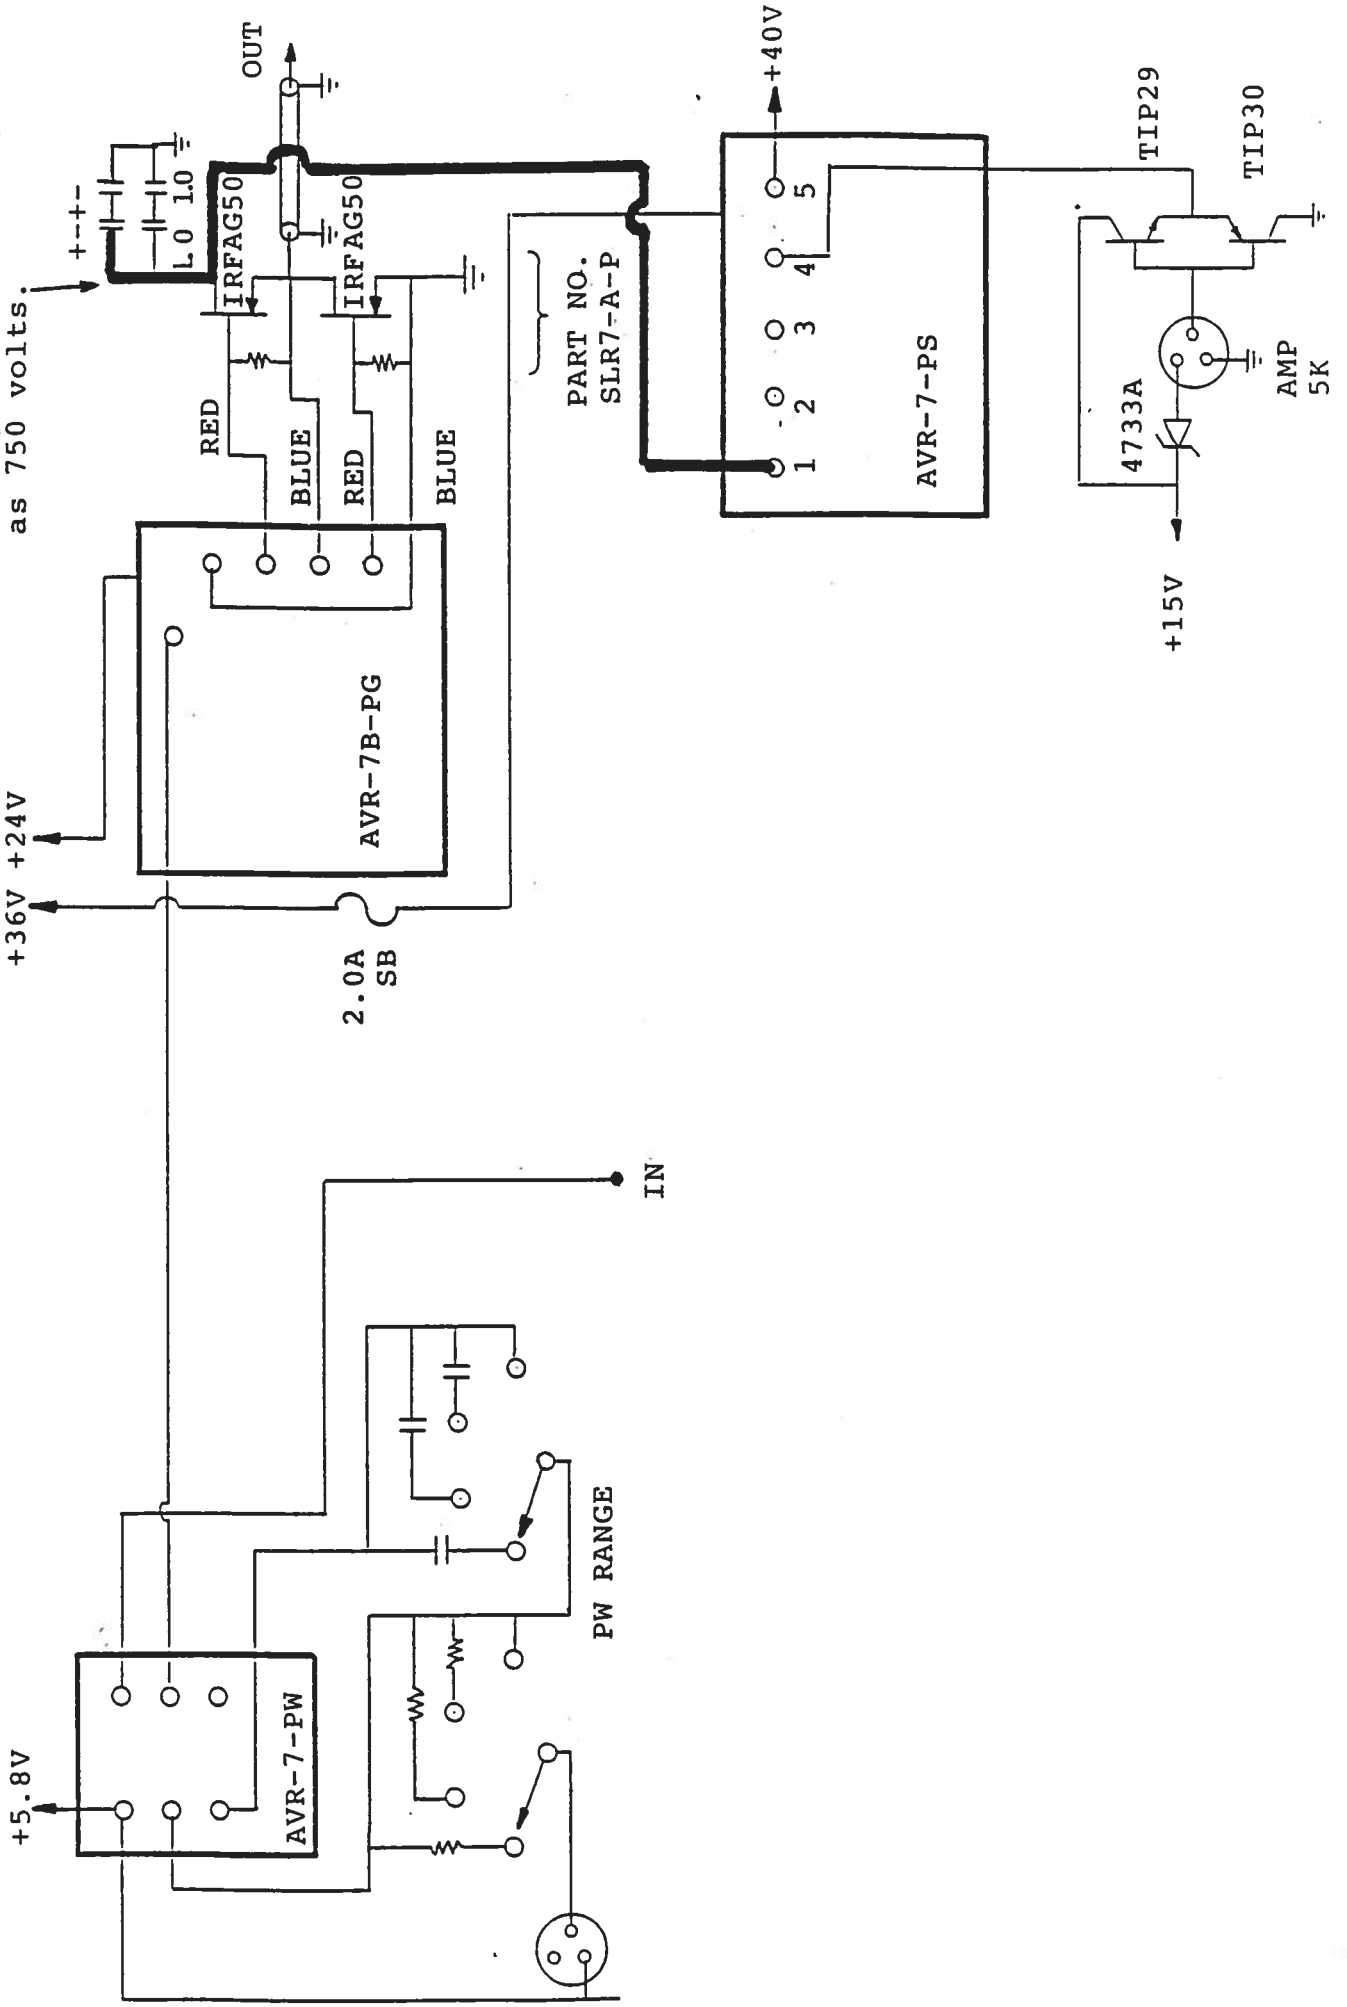 as 750 volts.
+-+-
1.0 1.0
OUT
IRFAG50
IRFAG50
RED
BLUE
RED
BLUE
PART NO.
SLR7-A-P
+24V
+36V
AVR-7B-PG
2.0A
SB
+40V
1 2 3 4 5
AVR-7-PS
TIP29
TIP30
4733A
AMP
5K
+15V
IN
+5.8V
AVR-7-PW
PW RANGE